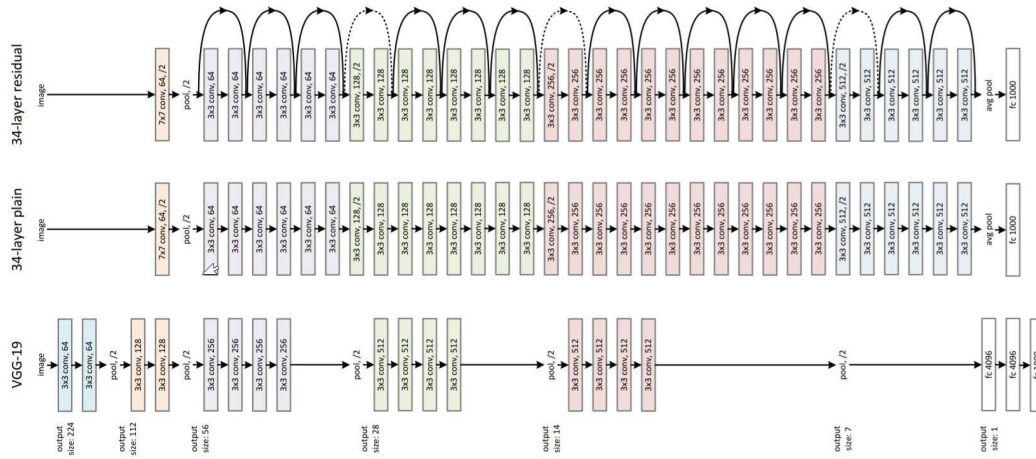 34-layer residual
image
7x7 conv, 64, /2
pool, /2
3x3 conv, 64
3x3 conv, 64
3x3 conv, 64
3x3 conv, 64
3x3 conv, 64
3x3 conv, 64
3x3 conv, 128, /2
3x3 conv, 128
3x3 conv, 128
3x3 conv, 128
3x3 conv, 128
3x3 conv, 128
3x3 conv, 128
3x3 conv, 128
3x3 conv, 256, /2
3x3 conv, 256
3x3 conv, 256
3x3 conv, 256
3x3 conv, 256
3x3 conv, 256
3x3 conv, 256
3x3 conv, 256
3x3 conv, 256
3x3 conv, 256
3x3 conv, 256
3x3 conv, 256
3x3 conv, 512, /2
3x3 conv, 512
3x3 conv, 512
3x3 conv, 512
3x3 conv, 512
3x3 conv, 512
avg pool
fc 1000
34-layer plain
image
7x7 conv, 64, /2
pool, /2
3x3 conv, 64
3x3 conv, 64
3x3 conv, 64
3x3 conv, 64
3x3 conv, 64
3x3 conv, 64
3x3 conv, 128, /2
3x3 conv, 128
3x3 conv, 128
3x3 conv, 128
3x3 conv, 128
3x3 conv, 128
3x3 conv, 128
3x3 conv, 128
3x3 conv, 256, /2
3x3 conv, 256
3x3 conv, 256
3x3 conv, 256
3x3 conv, 256
3x3 conv, 256
3x3 conv, 256
3x3 conv, 256
3x3 conv, 256
3x3 conv, 256
3x3 conv, 256
3x3 conv, 256
3x3 conv, 512, /2
3x3 conv, 512
3x3 conv, 512
3x3 conv, 512
3x3 conv, 512
3x3 conv, 512
avg pool
fc 1000
VGG-19
image
3x3 conv, 64
3x3 conv, 64
pool, /2
3x3 conv, 128
3x3 conv, 128
pool, /2
3x3 conv, 256
3x3 conv, 256
3x3 conv, 256
3x3 conv, 256
pool, /2
3x3 conv, 512
3x3 conv, 512
3x3 conv, 512
3x3 conv, 512
pool, /2
3x3 conv, 512
3x3 conv, 512
3x3 conv, 512
3x3 conv, 512
pool, /2
fc 4096
fc 4096
output
size: 224
output
size: 112
output
size: 56
output
size: 28
output
size: 14
output
size: 7
output
size: 1